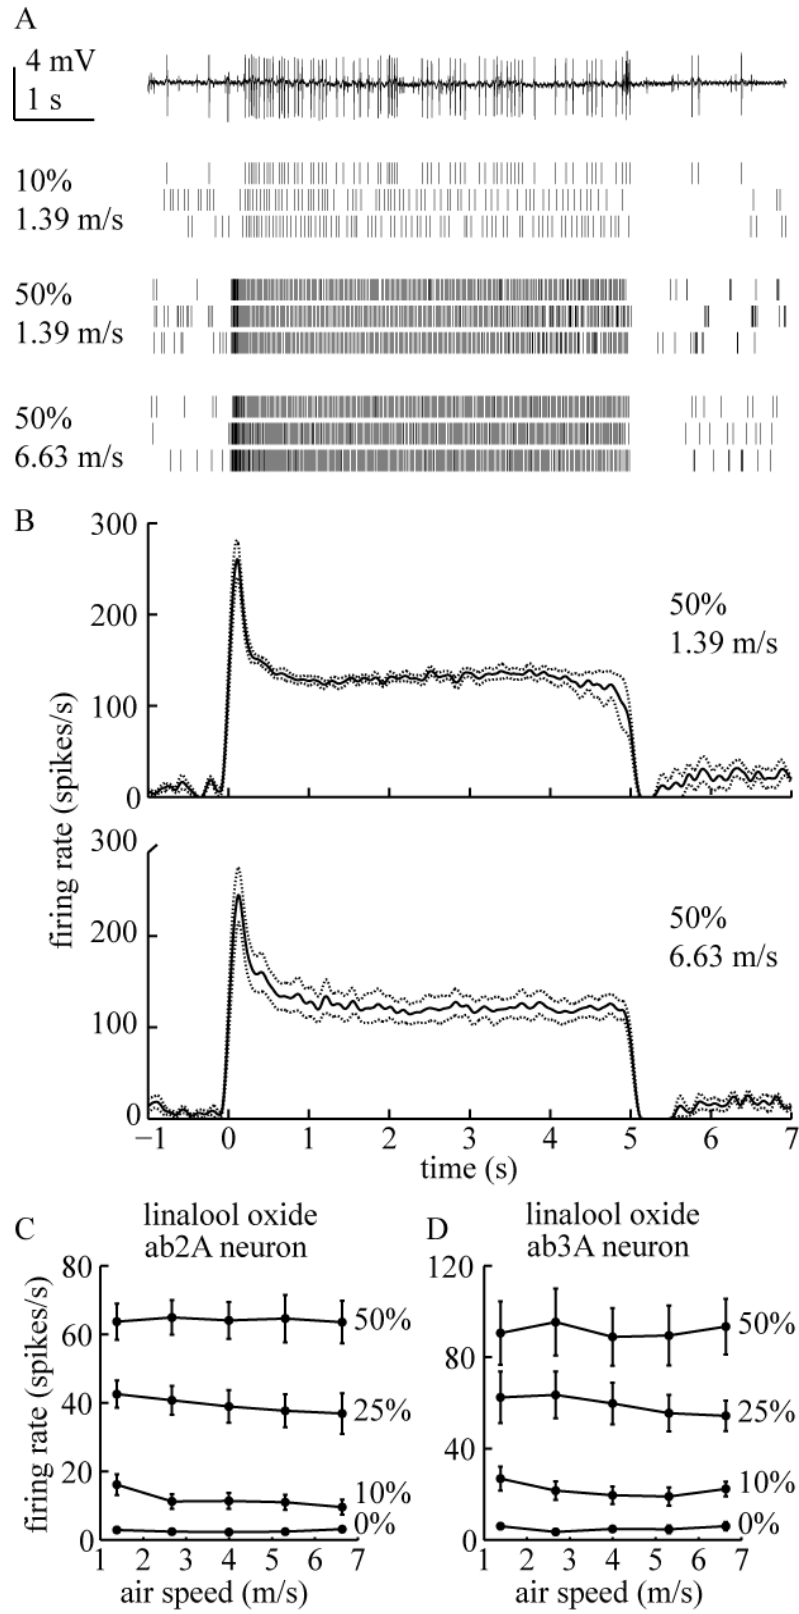 A
4 mV
1 s
10%
1.39 m/s
50%
1.39 m/s
50%
6.63 m/s
B
300
200
100
0
50%
1.39 m/s
firing rate (spikes/s)
300
200
100
0
50%
6.63 m/s
−1 0 1 2 3 4 5 6 7
time (s)
C
linalool oxide
ab2A neuron
firing rate (spikes/s)
80
60
40
20
0
50%
25%
10%
0%
1 2 3 4 5 6 7
air speed (m/s)
D
linalool oxide
ab3A neuron
120
80
40
0
50%
25%
10%
0%
1 2 3 4 5 6 7
air speed (m/s)